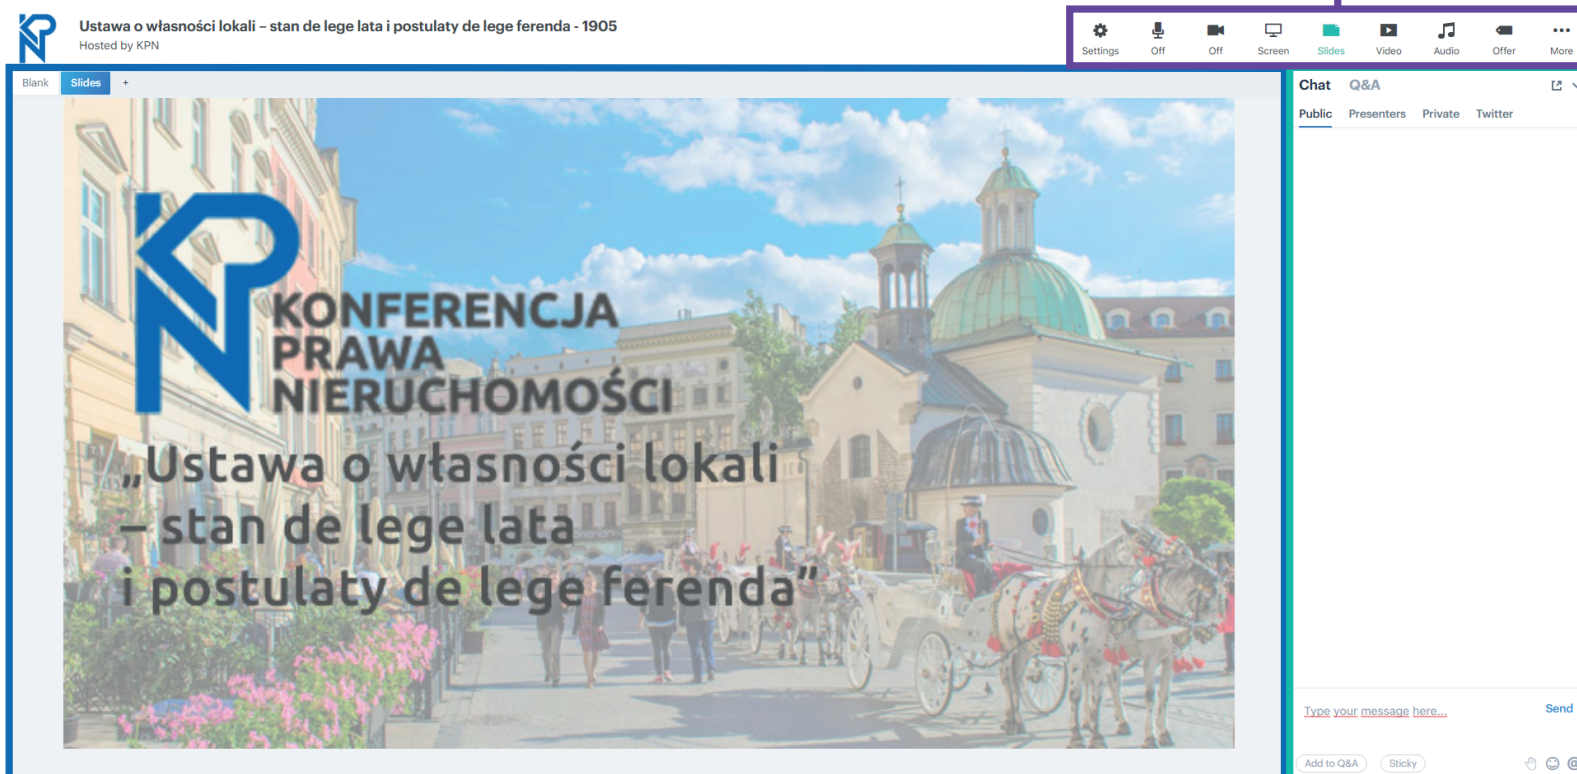 Ustawa o własności lokali – stan de lege lata i postulaty de lege ferenda - 1905
Hosted by KPN
Settings Off Off Screen Slides Video Audio Offer More
Blank Slides +
KONFERENCJA
PRAWA
NIERUCHOMOŚCI
„Ustawa o własności lokali
– stan de lege lata
i postulaty de lege ferenda”
Chat Q&A
Public Presenters Private Twitter
Type your message here...
Send
Add to Q&A Sticky